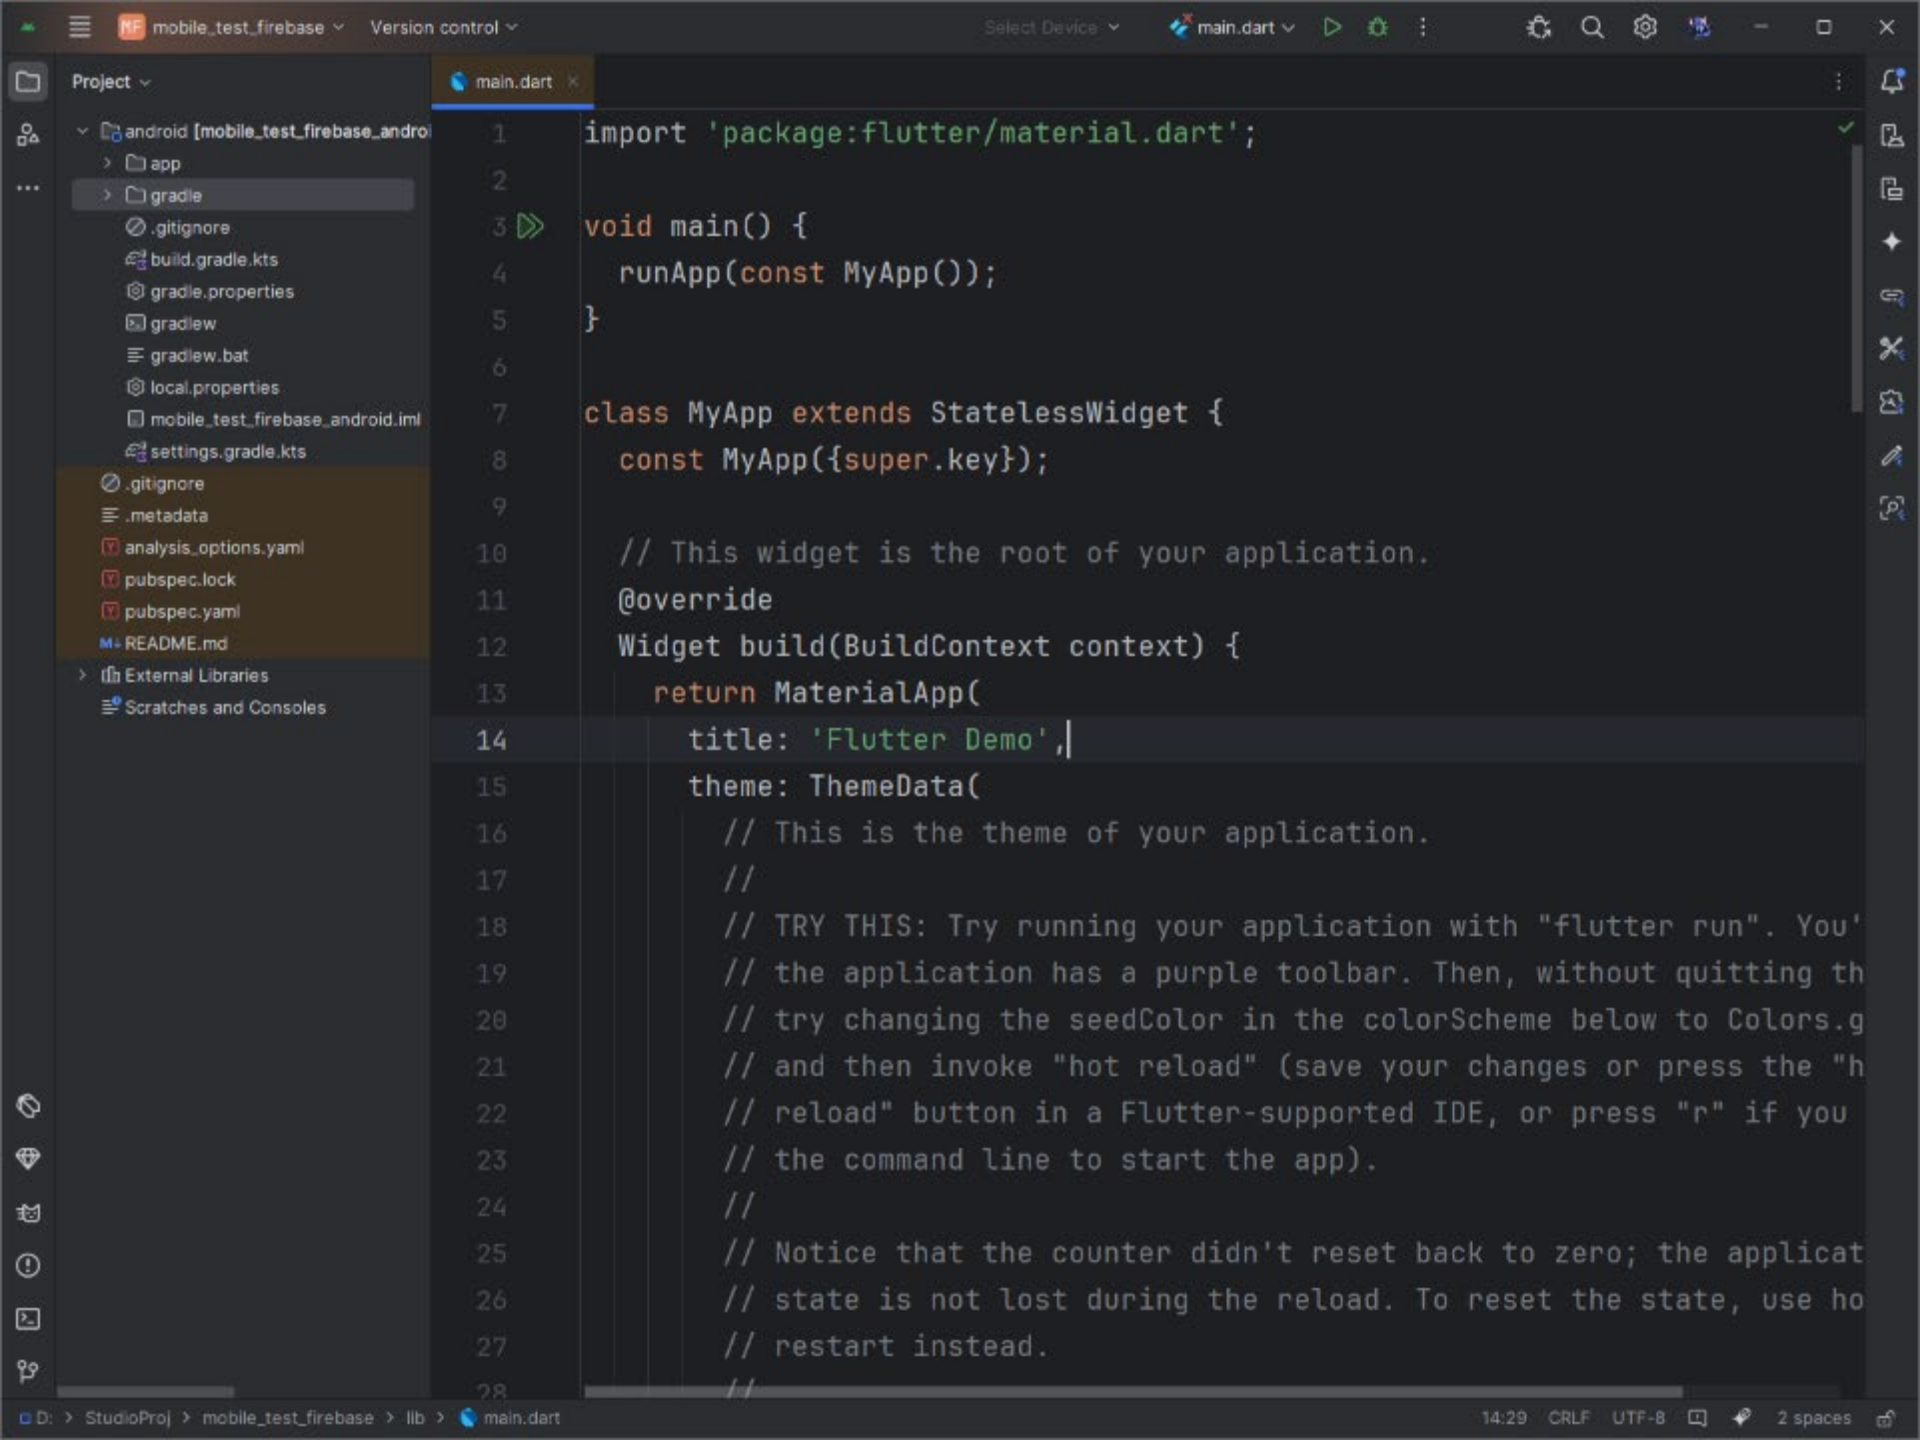 MF mobile_test_firebase Version control Select Device main.dart
Project
android [mobile_test_firebase_androi
app
gradle
.gitignore
build.gradle.kts
gradle.properties
gradlew
gradlew.bat
local.properties
mobile_test_firebase_android.iml
settings.gradle.kts
.gitignore
.metadata
analysis_options.yaml
pubspec.lock
pubspec.yaml
M↓ README.md
External Libraries
Scratches and Consoles
main.dart
1 import 'package:flutter/material.dart';
2
3 void main() {
4 runApp(const MyApp());
5 }
6
7 class MyApp extends StatelessWidget {
8 const MyApp({super.key});
9
10 // This widget is the root of your application.
11 @override
12 Widget build(BuildContext context) {
13 return MaterialApp(
14 title: 'Flutter Demo',
15 theme: ThemeData(
16 // This is the theme of your application.
17 //
18 // TRY THIS: Try running your application with "flutter run". You'
19 // the application has a purple toolbar. Then, without quitting th
20 // try changing the seedColor in the colorScheme below to Colors.g
21 // and then invoke "hot reload" (save your changes or press the "h
22 // reload" button in a Flutter-supported IDE, or press "r" if you
23 // the command line to start the app).
24 //
25 // Notice that the counter didn't reset back to zero; the applicat
26 // state is not lost during the reload. To reset the state, use ho
27 // restart instead.
28 //
D: > StudioProj > mobile_test_firebase > lib > main.dart 14:29 CRLF UTF-8 2 spaces